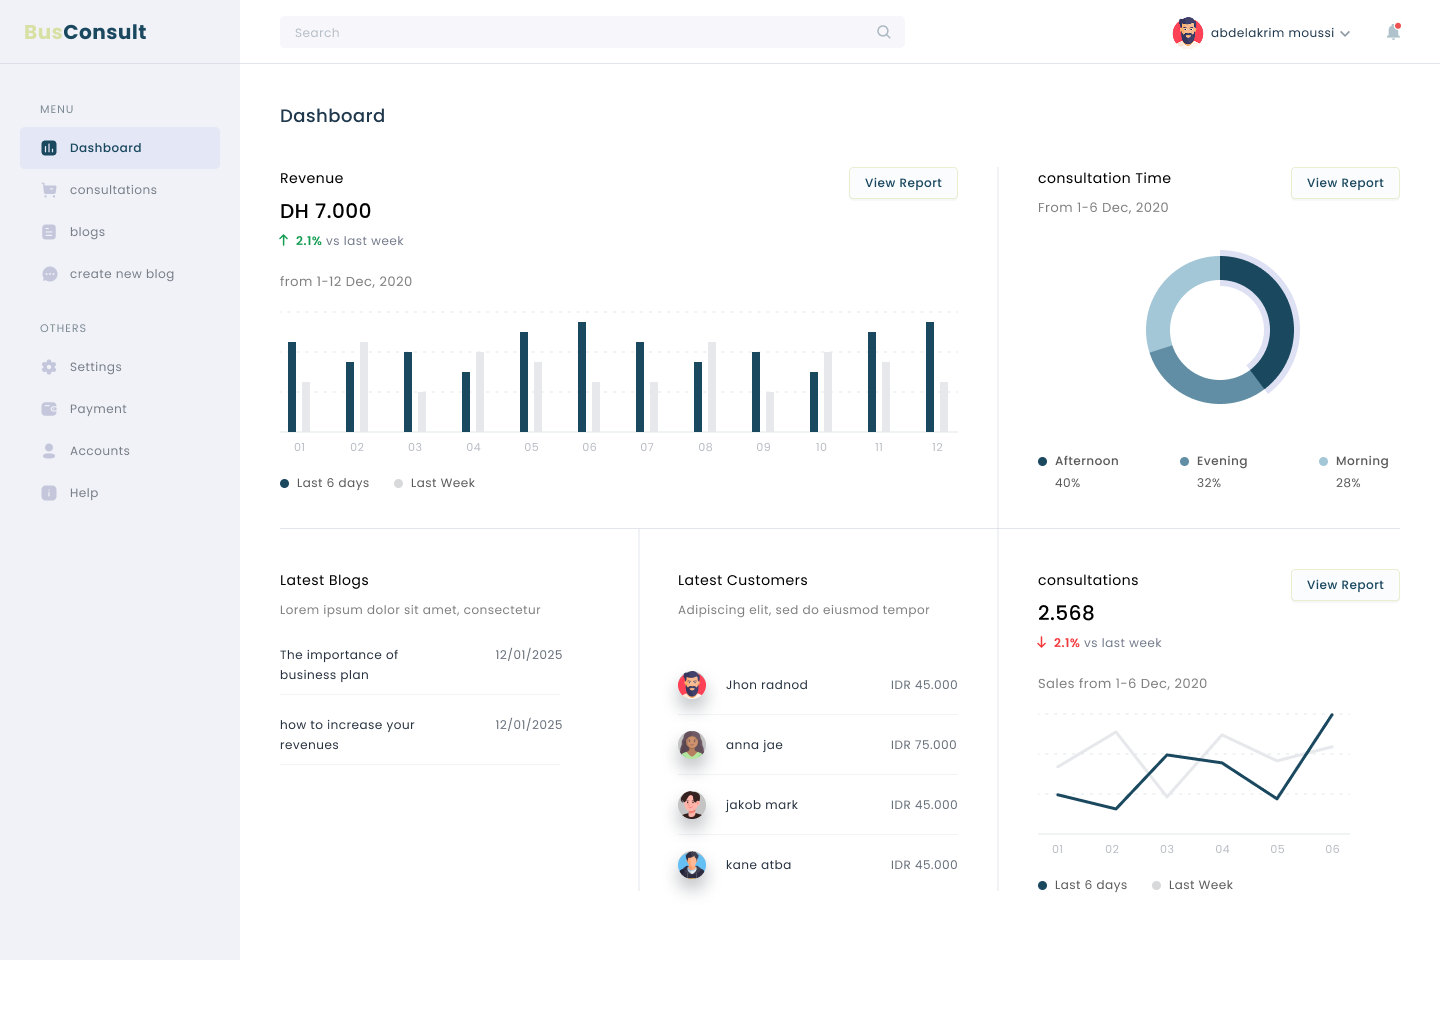 BusConsult
Search
abdelakrim moussi
MENU
Dashboard
consultations
blogs
create new blog
OTHERS
Settings
Payment
Accounts
Help
Dashboard
Revenue
View Report
DH 7.000
2.1% vs last week
from 1-12 Dec, 2020
01 02 03 04 05 06 07 08 09 10 11 12
Last 6 days Last Week
consultation Time
View Report
From 1-6 Dec, 2020
Afternoon Evening Morning
40% 32% 28%
Latest Blogs
Lorem ipsum dolor sit amet, consectetur
The importance of 12/01/2025
business plan
how to increase your 12/01/2025
revenues
Latest Customers
Adipiscing elit, sed do eiusmod tempor
Jhon radnod IDR 45.000
anna jae IDR 75.000
jakob mark IDR 45.000
kane atba IDR 45.000
consultations
View Report
2.568
2.1% vs last week
Sales from 1-6 Dec, 2020
01 02 03 04 05 06
Last 6 days Last Week